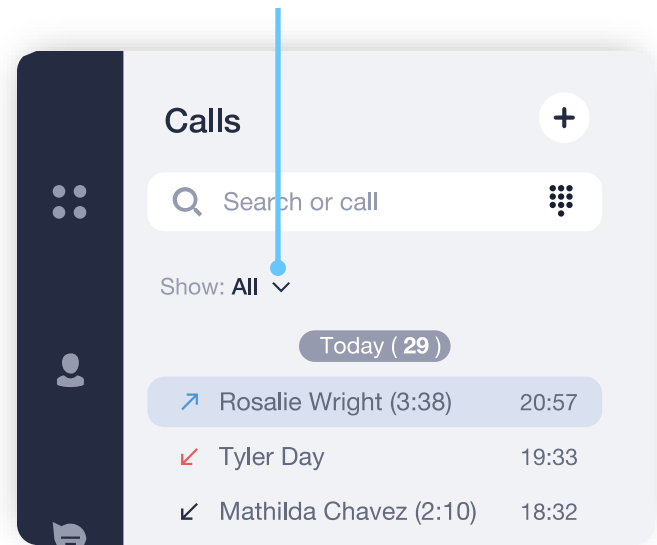 Calls
Search or call
Show: All
Today ( 29 )
Rosalie Wright (3:38) 20:57
Tyler Day 19:33
Mathilda Chavez (2:10) 18:32